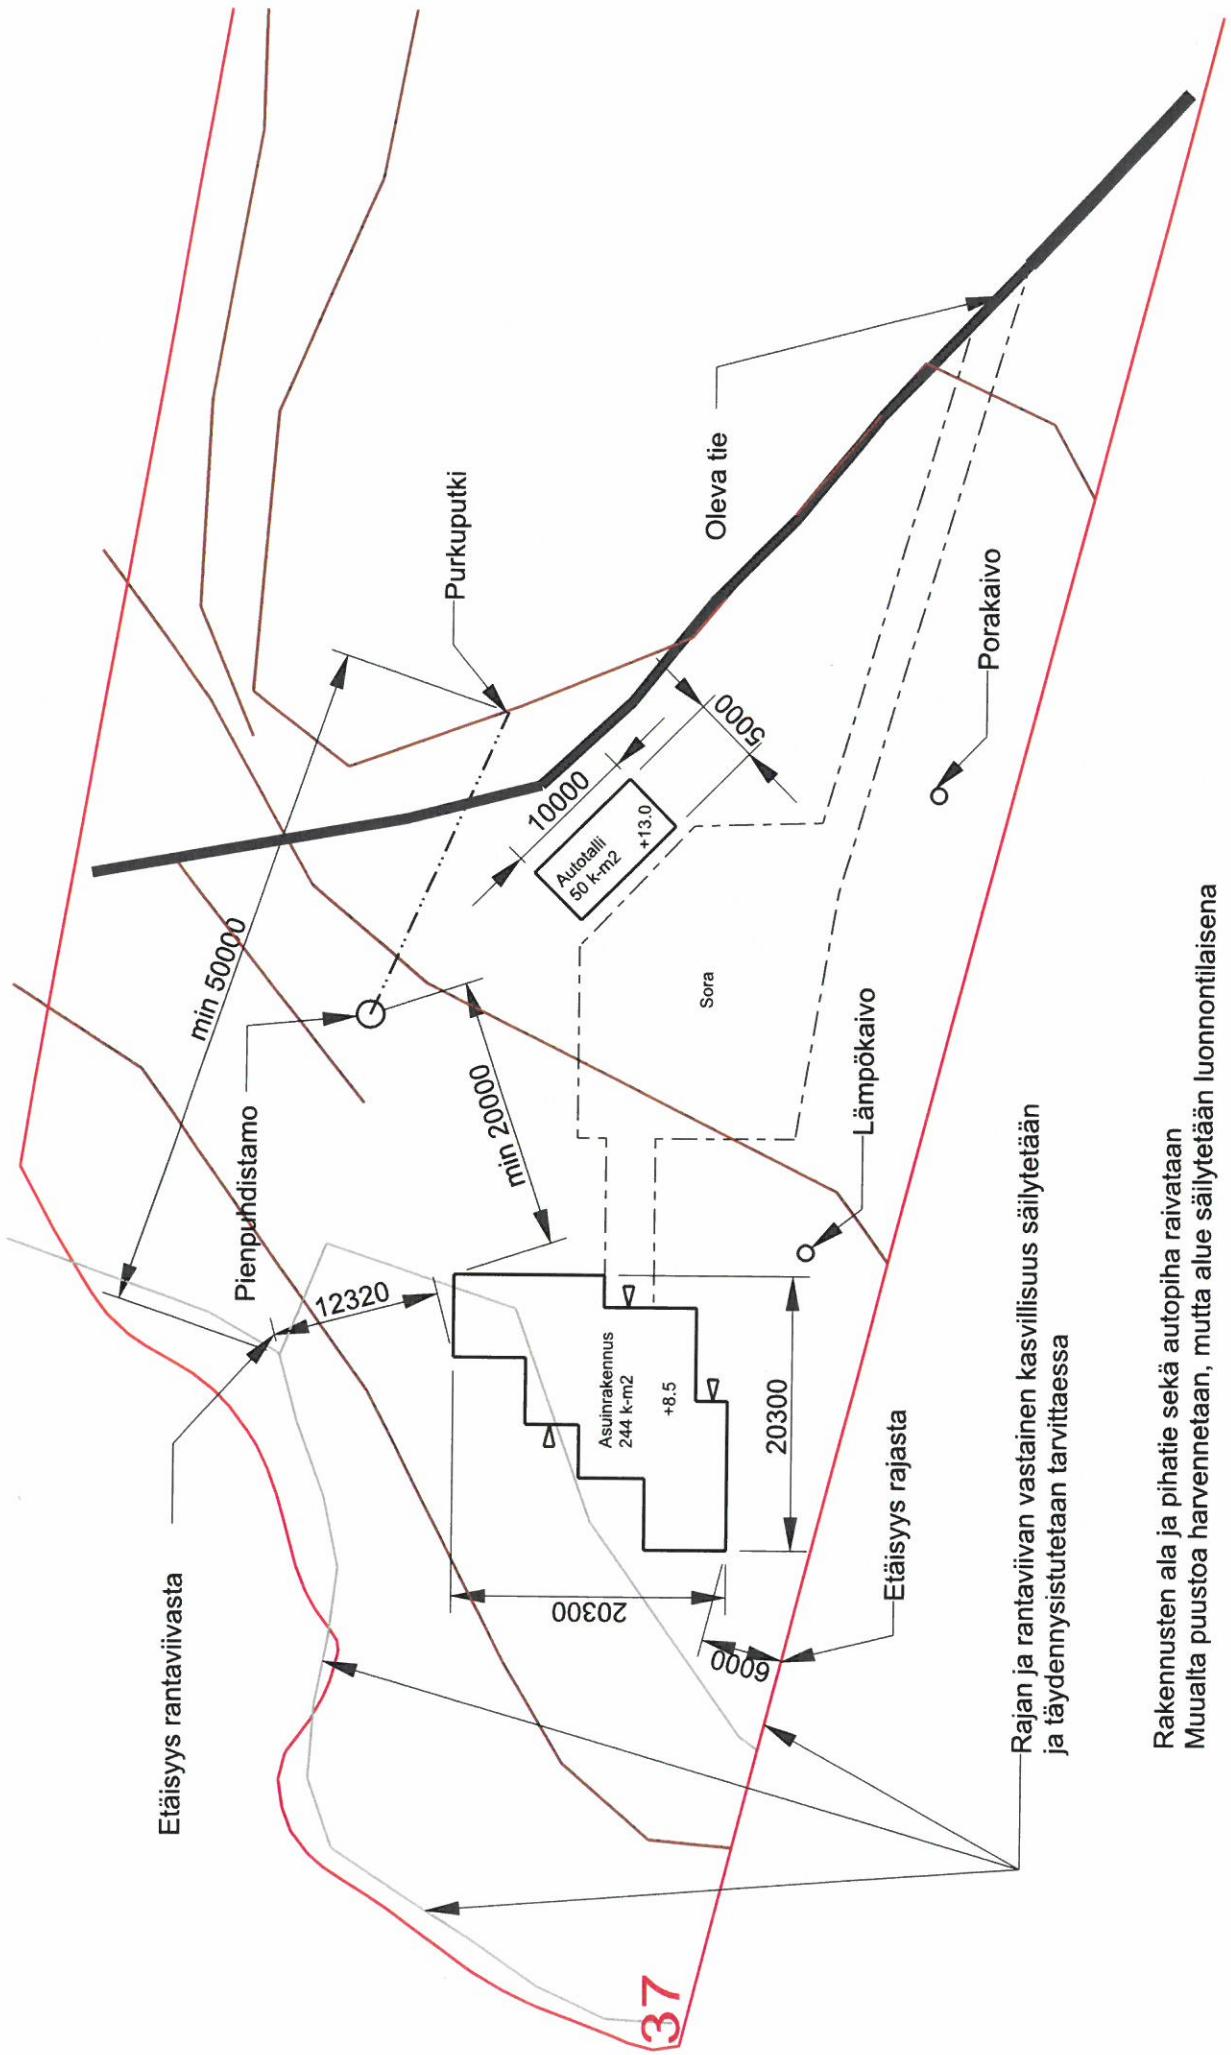 Etäisyys rantaviivasta
Pienpuhdistamo
min 50000
12320
min 20000
Purkuputki
10000
Autotalli
50 k-m2
+13.0
5000
Oleva tie
Sora
Porakaivo
Lämpökaivo
Asuinrakennus
244 k-m2
+8.5
20300
20300
6000
Etäisyys rajasta
37
Rajan ja rantaviivan vastainen kasvillisuus säilytetään
ja täydennysistutetaan tarvittaessa
Rakennusten ala ja pihatie sekä autopiha raivataan
Muualta puustoa harvennetaan, mutta alue säilytetään luonnontilaisena